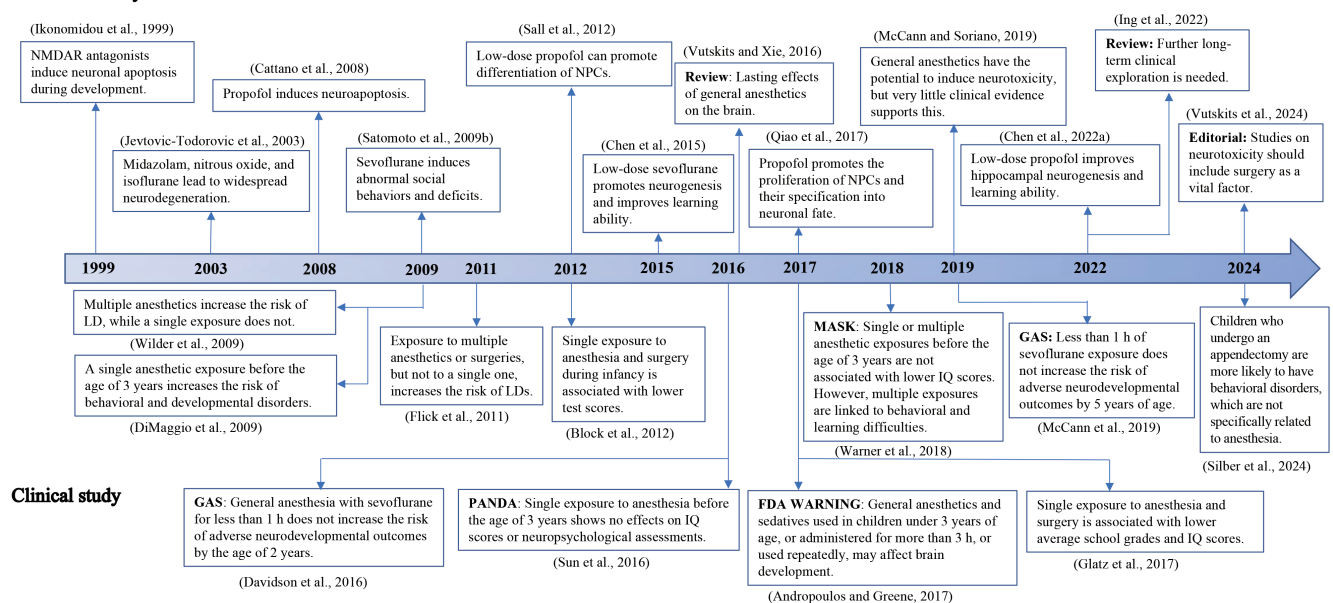 (Ikonomidou et al., 1999)
NMDAR antagonists
induce neuronal apoptosis
during development.
(Jevtovic-Todorovic et al., 2003)
Midazolam, nitrous oxide, and
isoflurane lead to widespread
neurodegeneration.
(Cattano et al., 2008)
Propofol induces neuroapoptosis.
(Satomoto et al., 2009b)
Sevoflurane induces
abnormal social
behaviors and deficits.
(Sall et al., 2012)
Low-dose propofol can promote
differentiation of NPCs.
(Chen et al., 2015)
Low-dose sevoflurane
promotes neurogenesis
and improves learning
ability.
(Vutskits and Xie, 2016)
Review: Lasting effects
of general anesthetics
on the brain.
(Qiao et al., 2017)
Propofol promotes the
proliferation of NPCs and
their specification into
neuronal fate.
(McCann and Soriano, 2019)
General anesthetics have the
potential to induce neurotoxicity,
but very little clinical evidence
supports this.
(Chen et al., 2022a)
Low-dose propofol improves
hippocampal neurogenesis and
learning ability.
(Ing et al., 2022)
Review: Further long-
term clinical
exploration is needed.
(Vutskits et al., 2024)
Editorial: Studies on
neurotoxicity should
include surgery as a
vital factor.
1999 2003 2008 2009 2011 2012 2015 2016 2017 2018 2019 2022 2024
Multiple anesthetics increase the risk of
LD, while a single exposure does not.
(Wilder et al., 2009)
A single anesthetic exposure before the
age of 3 years increases the risk of
behavioral and developmental disorders.
(DiMaggio et al., 2009)
Exposure to multiple
anesthetics or surgeries,
but not to a single one,
increases the risk of LDs.
(Flick et al., 2011)
Single exposure to
anesthesia and surgery
during infancy is
associated with lower
test scores.
(Block et al., 2012)
MASK: Single or multiple
anesthetic exposures before the
age of 3 years are not
associated with lower IQ scores.
However, multiple exposures
are linked to behavioral and
learning difficulties.
(Warner et al., 2018)
GAS: Less than 1 h of
sevoflurane exposure does
not increase the risk of
adverse neurodevelopmental
outcomes by 5 years of age.
(McCann et al., 2019)
Children who
undergo an
appendectomy are
more likely to have
behavioral disorders,
which are not
specifically related
to anesthesia.
(Silber et al., 2024)
Clinical study
GAS: General anesthesia with sevoflurane
for less than 1 h does not increase the risk
of adverse neurodevelopmental outcomes
by the age of 2 years.
(Davidson et al., 2016)
PANDA: Single exposure to anesthesia before
the age of 3 years shows no effects on IQ
scores or neuropsychological assessments.
(Sun et al., 2016)
FDA WARNING: General anesthetics and
sedatives used in children under 3 years of
age, or administered for more than 3 h, or
used repeatedly, may affect brain
development.
(Andropoulos and Greene, 2017)
Single exposure to anesthesia and
surgery is associated with lower
average school grades and IQ scores.
(Glatz et al., 2017)